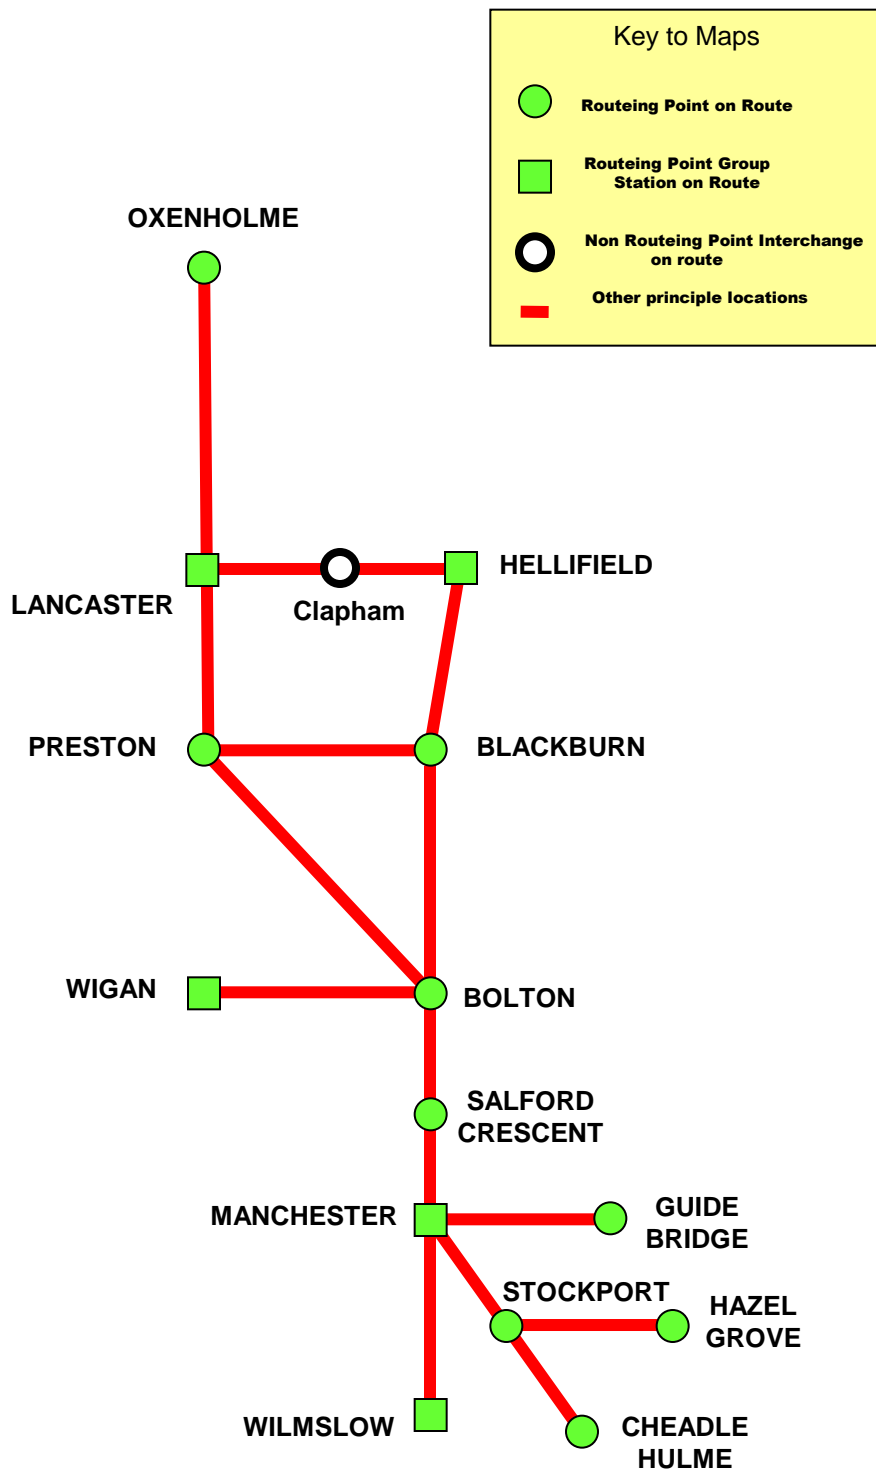 Key to Maps
Routeing Point on Route
Routeing Point Group
Station on Route
Non Routeing Point Interchange
on route
Other principle locations
OXENHOLME
LANCASTER
Clapham
HELLIFIELD
PRESTON
BLACKBURN
WIGAN
BOLTON
SALFORD
CRESCENT
MANCHESTER
GUIDE
BRIDGE
STOCKPORT
HAZEL
GROVE
WILMSLOW
CHEADLE
HULME